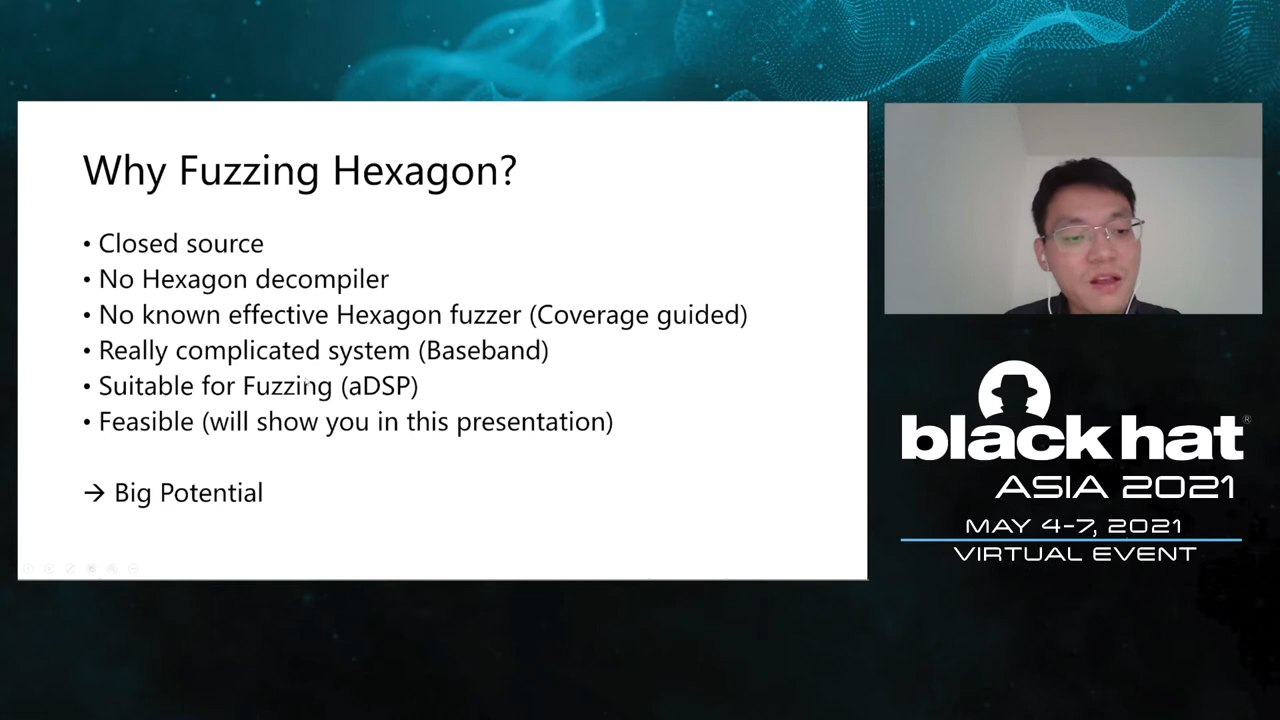 Why Fuzzing Hexagon?
• Closed source
• No Hexagon decompiler
• No known effective Hexagon fuzzer (Coverage guided)
• Really complicated system (Baseband)
• Suitable for Fuzzing (aDSP)
• Feasible (will show you in this presentation)
→ Big Potential
black hat®
ASIA 2021
MAY 4-7, 2021
VIRTUAL EVENT